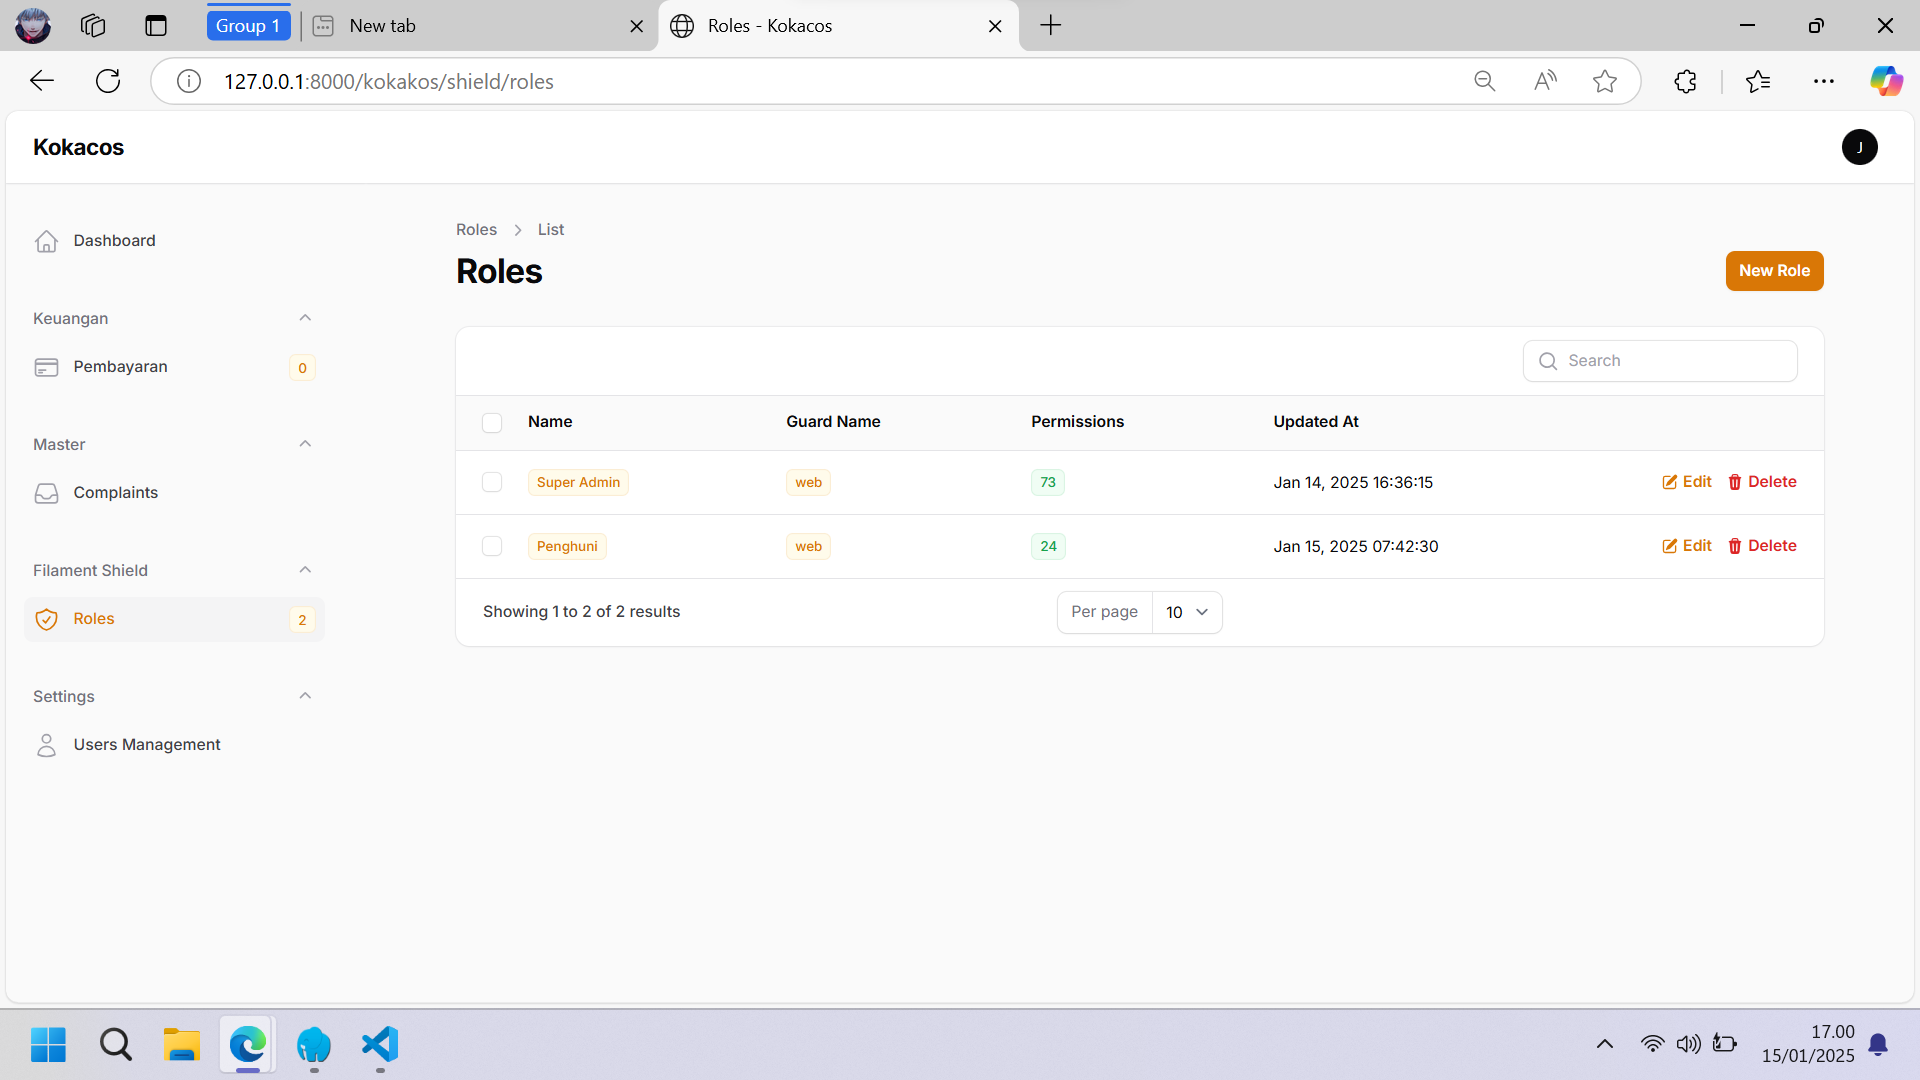 Group 1
New tab
Roles - Kokacos
127.0.0.1:8000/kokakos/shield/roles
Kokacos
J
Dashboard
Keuangan
Pembayaran 0
Master
Complaints
Filament Shield
Roles 2
Settings
Users Management
Roles > List
Roles
New Role
Search
Name Guard Name Permissions Updated At
Super Admin web 73 Jan 14, 2025 16:36:15 Edit Delete
Penghuni web 24 Jan 15, 2025 07:42:30 Edit Delete
Showing 1 to 2 of 2 results
Per page 10
17.00
15/01/2025